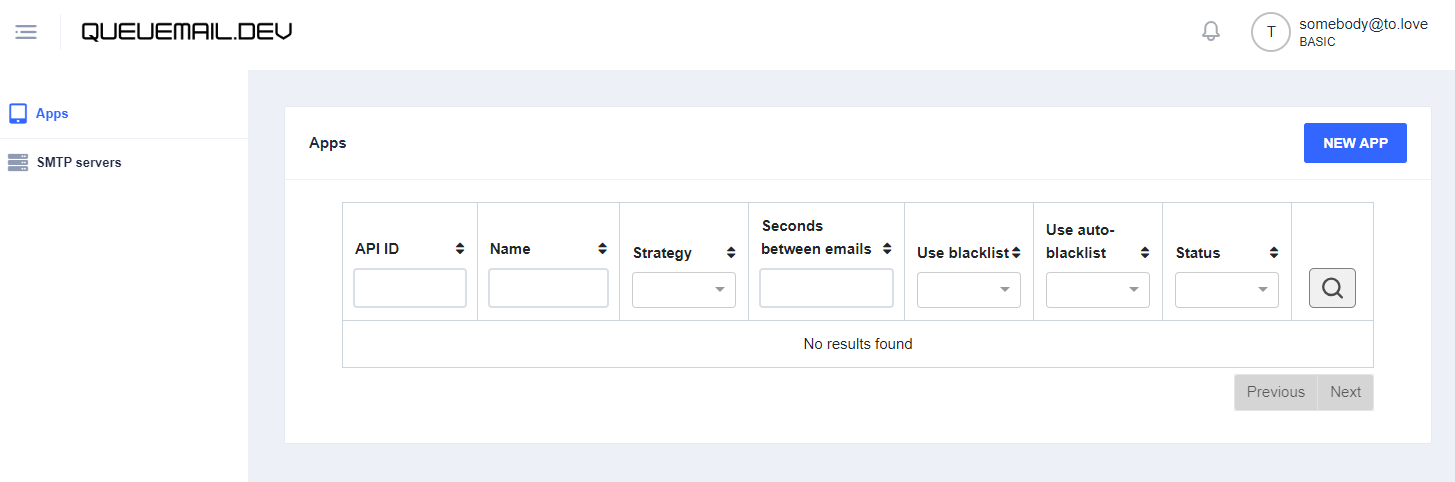 QUEUEMAIL.DEV
T
somebody@to.love
BASIC
Apps
SMTP servers
Apps
NEW APP
API ID
Name
Strategy
Seconds
between emails
Use blacklist
Use auto-
blacklist
Status
No results found
Previous
Next